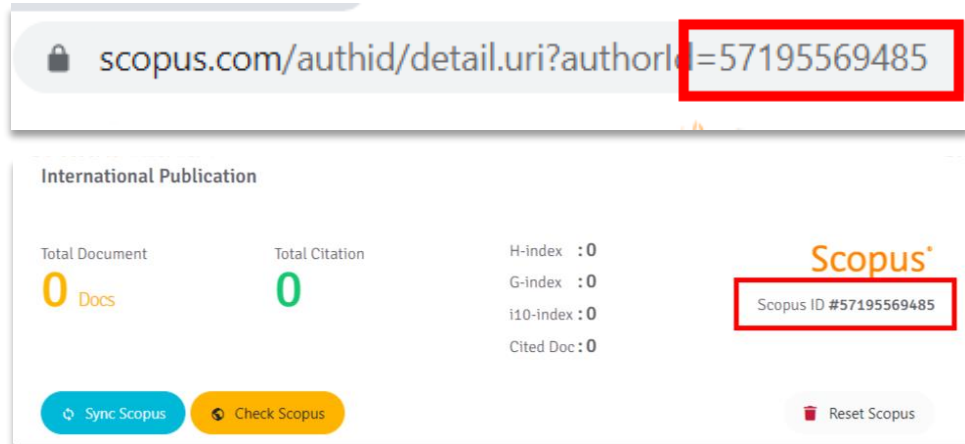 scopus.com/authid/detail.uri?authorId=57195569485
International Publication
Total Document
0 Docs
Total Citation
0
H-index : 0
G-index : 0
i10-index : 0
Cited Doc : 0
Scopus
Scopus ID #57195569485
Sync Scopus
Check Scopus
Reset Scopus